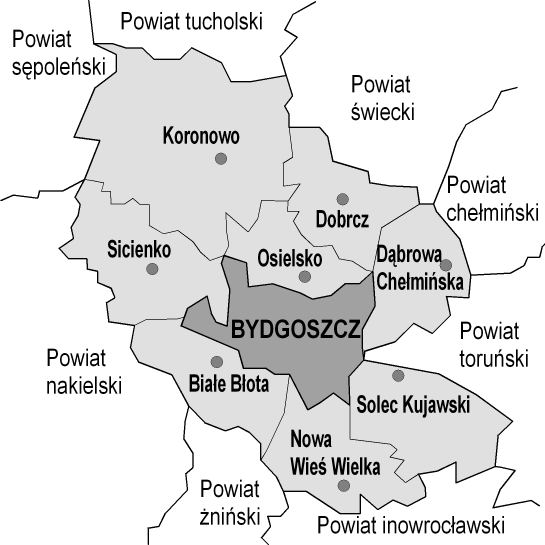 Powiat tucholski
Powiat
sępoleński
Powiat
świecki
Koronowo
Powiat
chełmiński
Dobrcz
Sicienko
Osielsko
Dąbrowa
Chełmińska
BYDGOSZCZ
Powiat
toruński
Powiat
nakielski
Białe Błota
Solec Kujawski
Nowa
Wieś Wielka
Powiat
żniński
Powiat inowrocławski